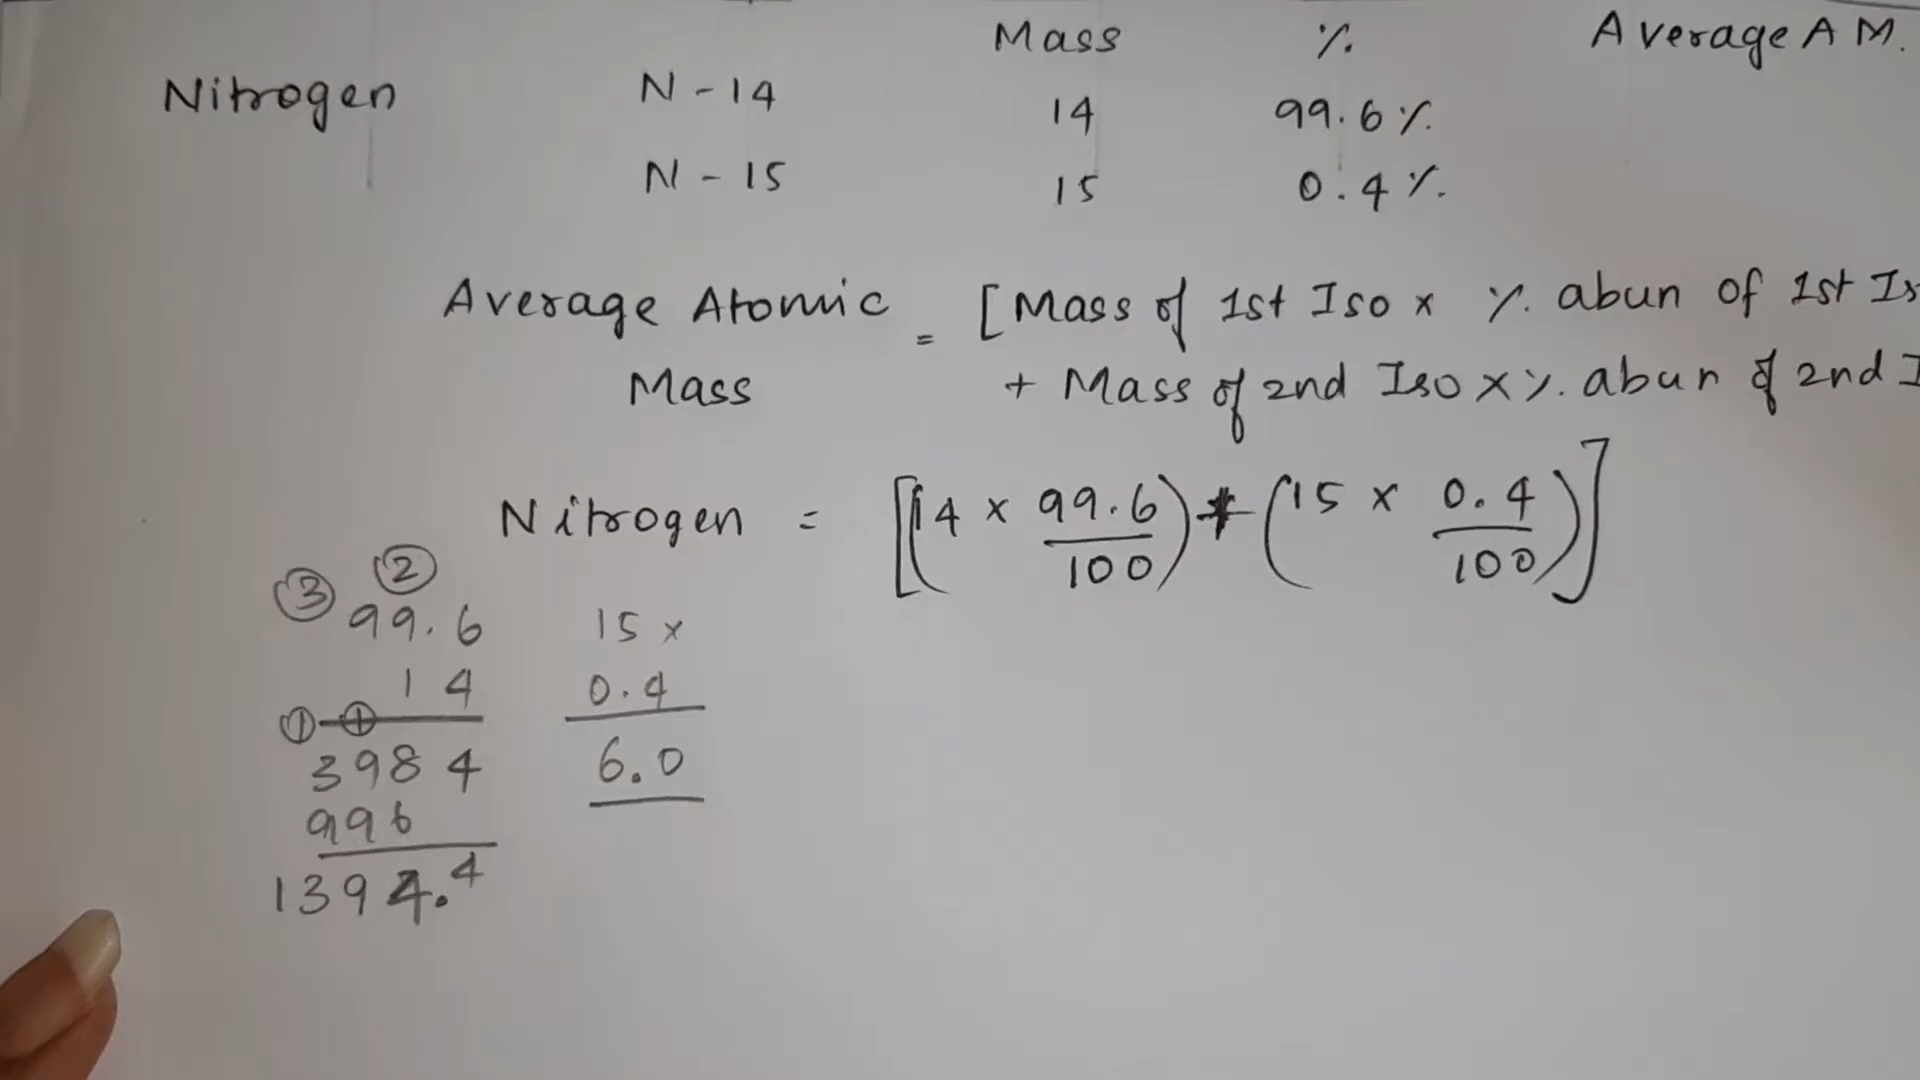 Mass % Average A M.
Nitrogen N - 14 14 99.6 %
N - 15 15 0.4 %
Average Atomic = [Mass of 1st Iso x % abun of 1st Is
Mass + Mass of 2nd Iso x %. abun of 2nd I
Nitrogen = [(14 x 99.6/100) + (15 x 0.4/100)]
③ ②
99.6 15 x
14 0.4
① ①
3984 6.0
996
1394.4